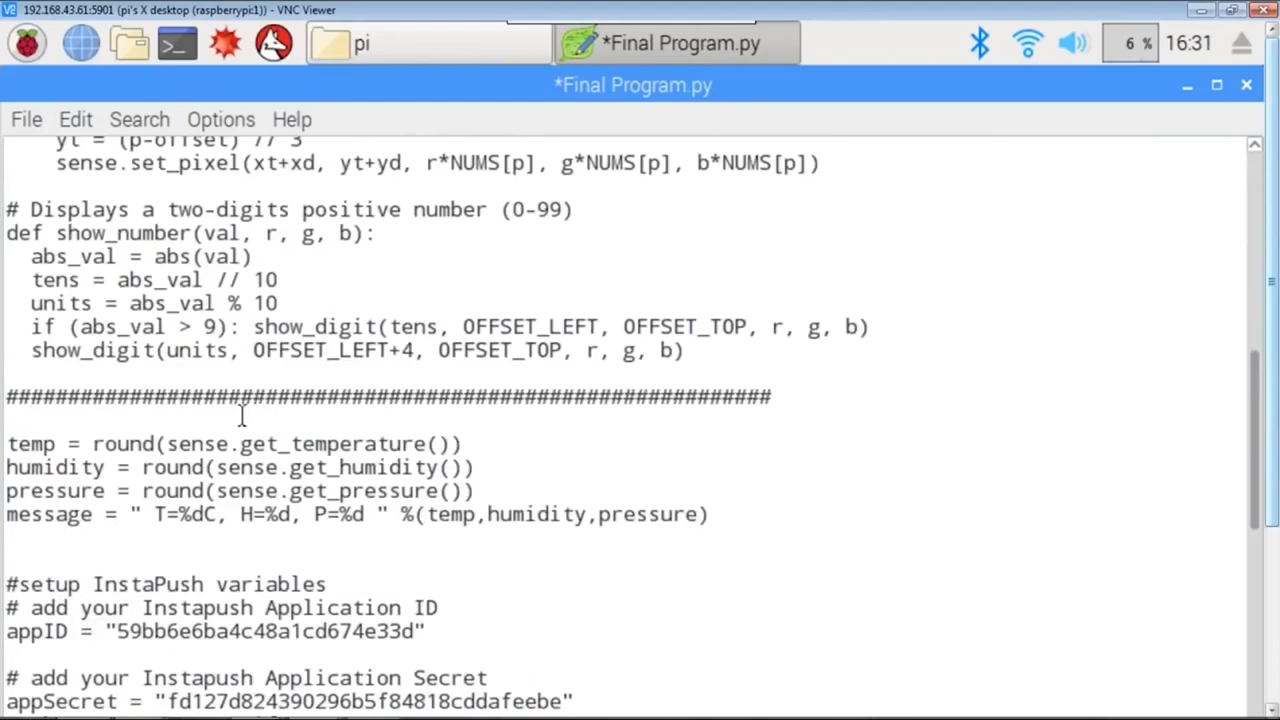 192.168.43.61:5901 (pi's X desktop (raspberrypi:1)) - VNC Viewer
pi
*Final Program.py
6 %
16:31
*Final Program.py
File Edit Search Options Help
yt = (p-offset) // 3
sense.set_pixel(xt+xd, yt+yd, r*NUMS[p], g*NUMS[p], b*NUMS[p])
# Displays a two-digits positive number (0-99)
def show_number(val, r, g, b):
abs_val = abs(val)
tens = abs_val // 10
units = abs_val % 10
if (abs_val > 9): show_digit(tens, OFFSET_LEFT, OFFSET_TOP, r, g, b)
show_digit(units, OFFSET_LEFT+4, OFFSET_TOP, r, g, b)
##############################################################
temp = round(sense.get_temperature())
humidity = round(sense.get_humidity())
pressure = round(sense.get_pressure())
message = " T=%dC, H=%d, P=%d " %(temp,humidity,pressure)
#setup InstaPush variables
# add your Instapush Application ID
appID = "59bb6e6ba4c48a1cd674e33d"
# add your Instapush Application Secret
appSecret = "fd127d824390296b5f84818cddafeebe"